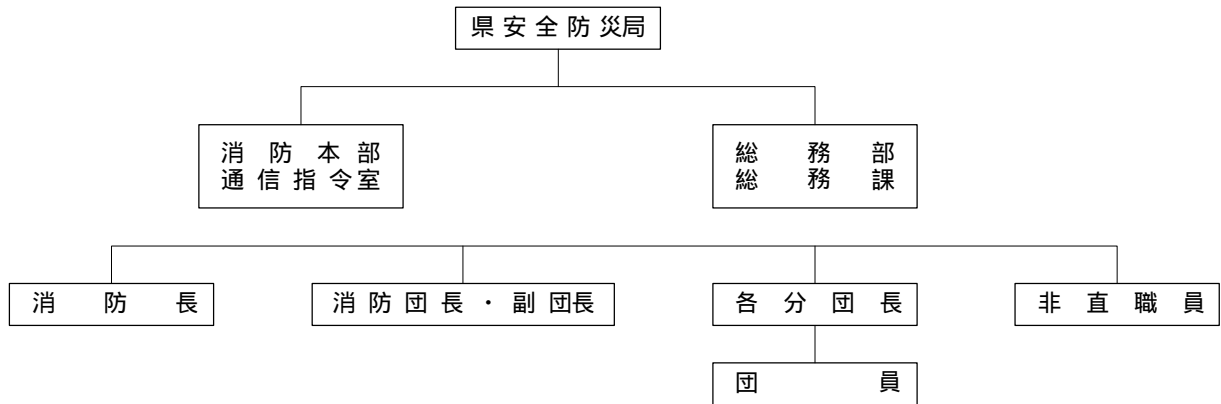 県安全防災局
消防本部
通信指令室
総務部
総務課
消防長
消防団長・副団長
各分団長
非直職員
団員